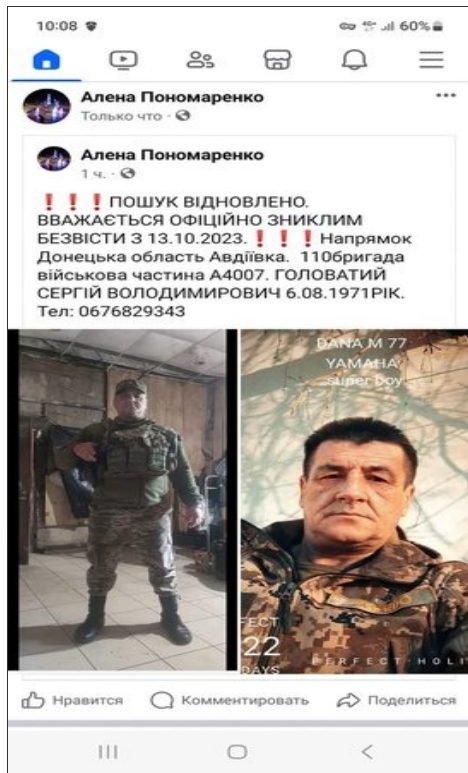 10:08
60%
Алена Пономаренко
Только что
Алена Пономаренко
1 ч.
❗❗❗ПОШУК ВІДНОВЛЕНО.
ВВАЖАЄТЬСЯ ОФІЦІЙНО ЗНИКЛИМ
БЕЗВІСТИ З 13.10.2023.❗❗❗Напрямок
Донецька область Авдіївка. 110бригада
військова частина А4007. ГОЛОВАТИЙ
СЕРГІЙ ВОЛОДИМИРОВИЧ 6.08.1971РІК.
Тел: 0676829343
DANA M 77
YAMAHA
super boy
FECT
22
DAYS
PERFECT HOLI
Нравится
Комментировать
Поделиться